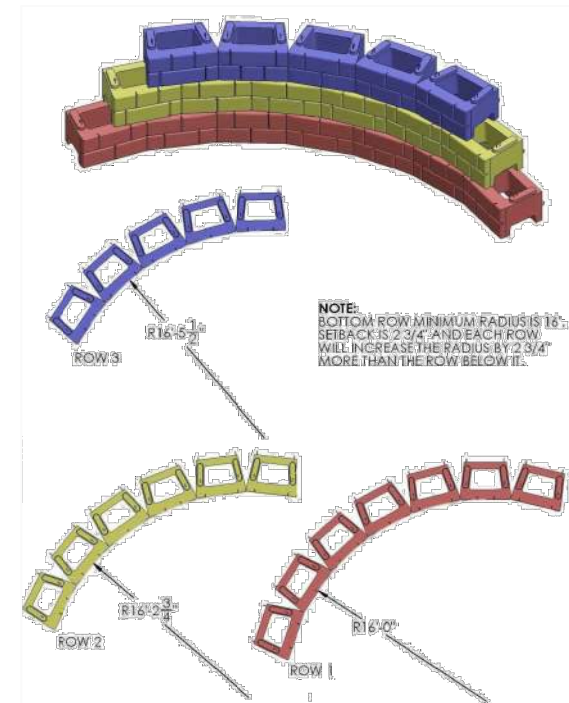 R16'-5 1/2"
ROW 3
NOTE:
BOTTOM ROW MINIMUM RADIUS IS 16'.
SETBACK IS 2 3/4" AND EACH ROW
WILL INCREASE THE RADIUS BY 2 3/4"
MORE THAN THE ROW BELOW IT.
R16'-2 3/4"
ROW 2
R16'-0"
ROW 1